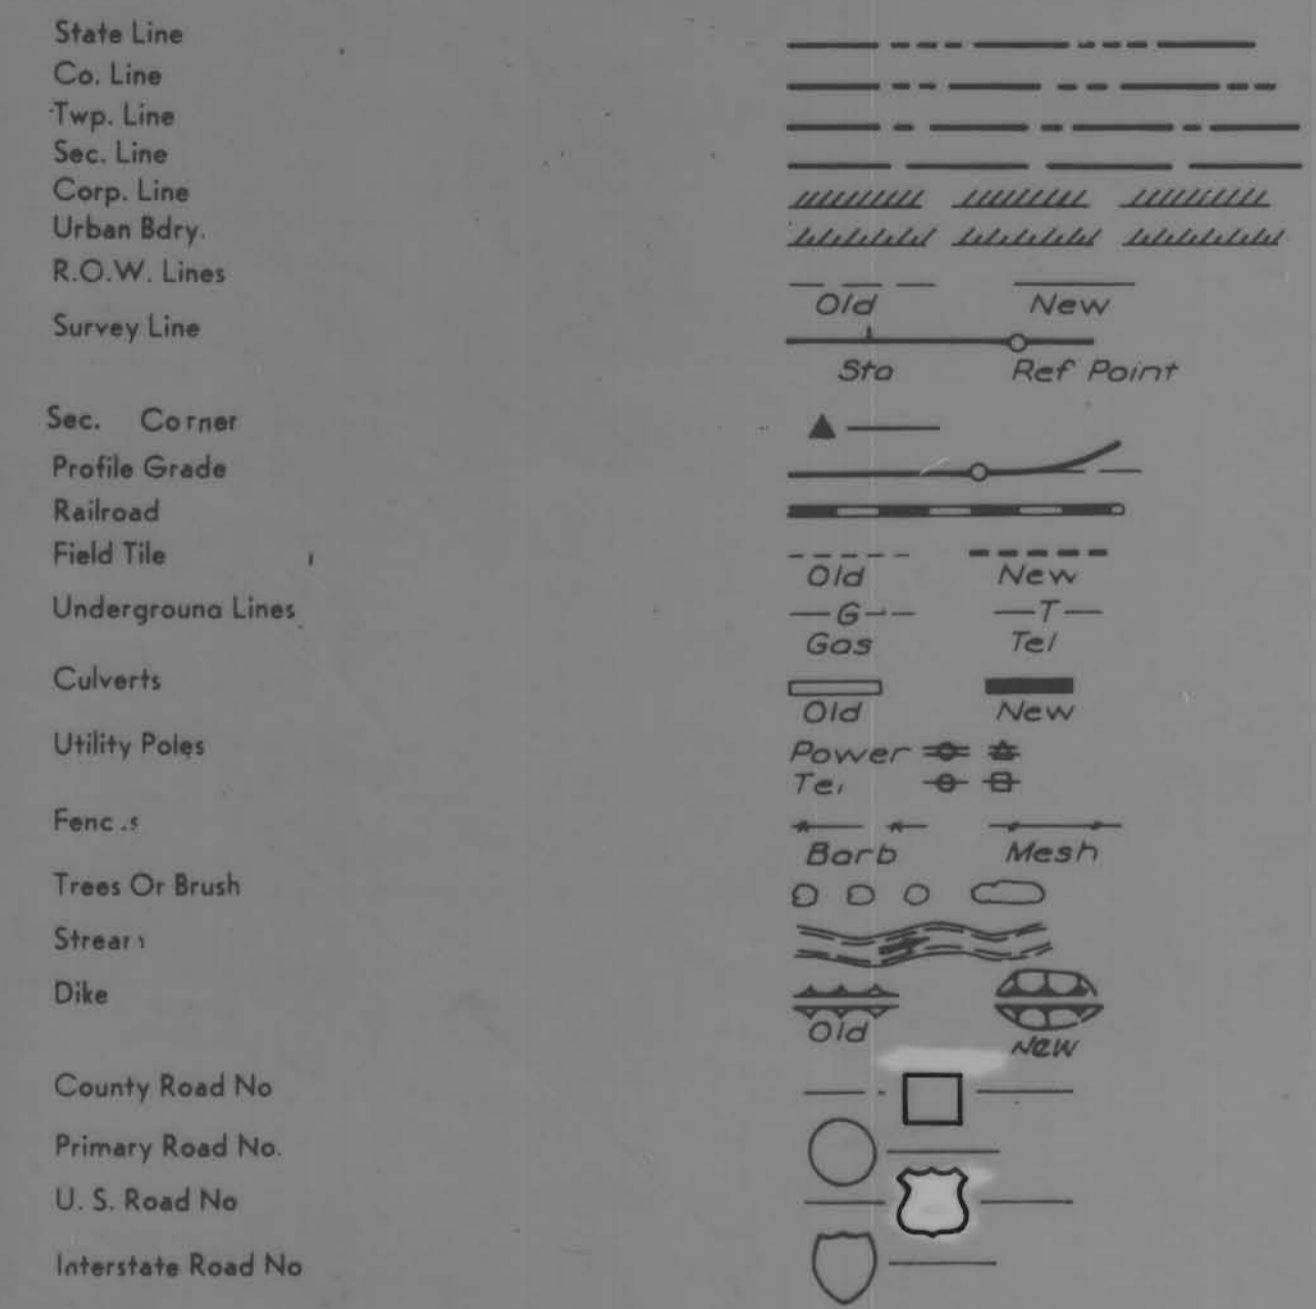 State Line
Co. Line
Twp. Line
Sec. Line
Corp. Line
Urban Bdry.
R.O.W. Lines Old New
Survey Line
Sta Ref Point
Sec. Corner
Profile Grade
Railroad
Field Tile
Old New
Underground Lines G T
Gas Tel
Culverts
Old New
Utility Poles Power
Tel
Fenc.s
Barb Mesh
Trees Or Brush
Stream
Dike
Old New
County Road No
Primary Road No.
U. S. Road No
Interstate Road No